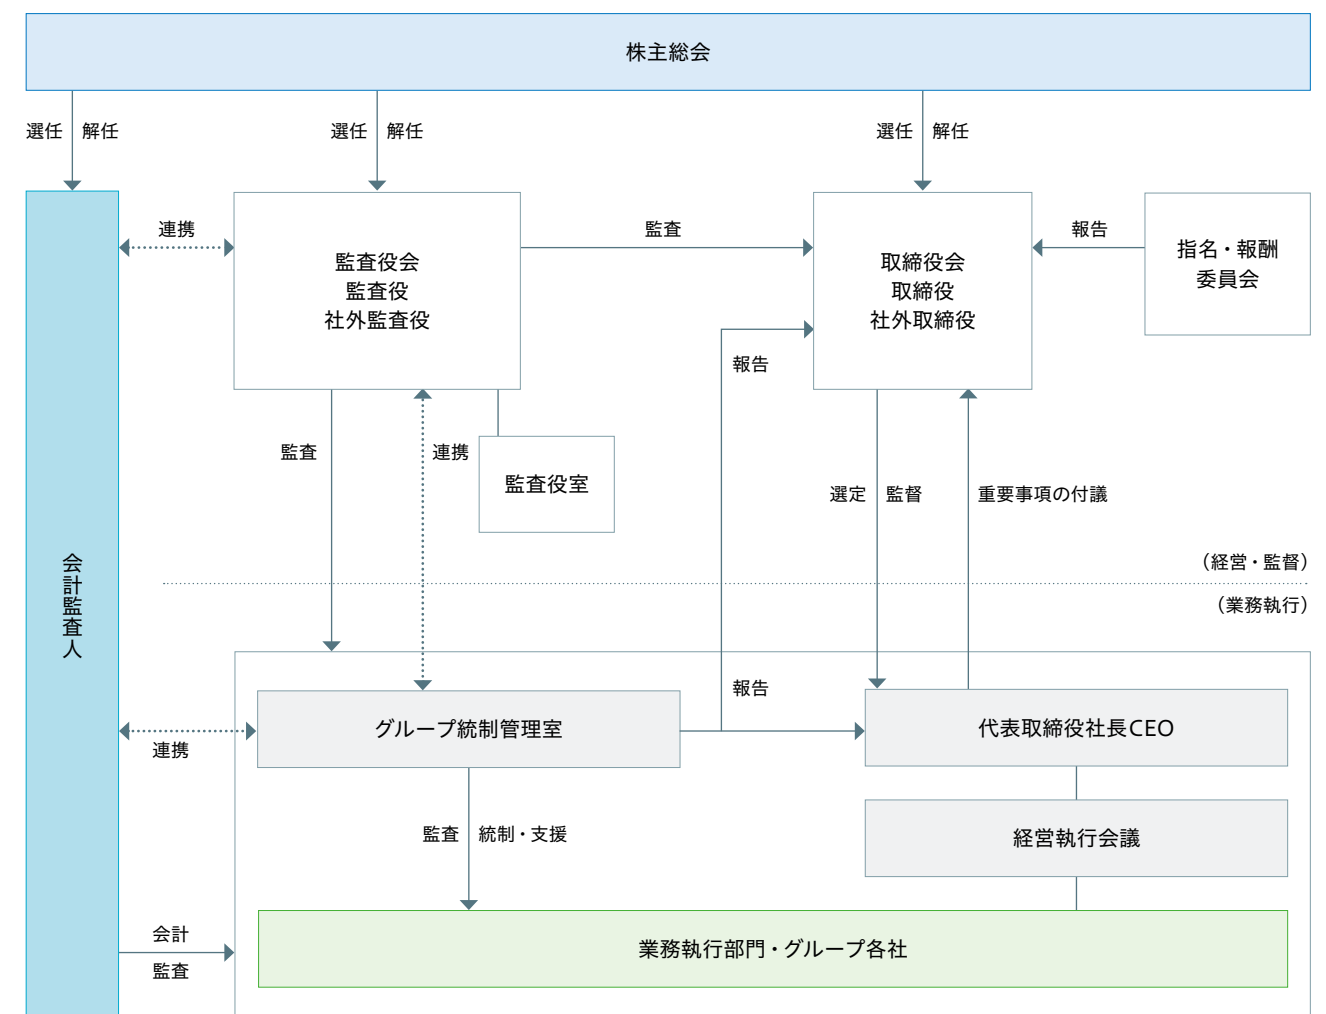 株主総会
選任 解任
選任 解任
選任 解任
連携
監査
報告
監査役会
監査役
社外監査役
取締役会
取締役
社外取締役
指名・報酬
委員会
報告
監査
連携
監査役室
選定 監督
重要事項の付議
(経営・監督)
(業務執行)
会計監査人
グループ統制管理室
報告
代表取締役社長CEO
連携
監査 統制・支援
経営執行会議
会計
監査
業務執行部門・グループ各社